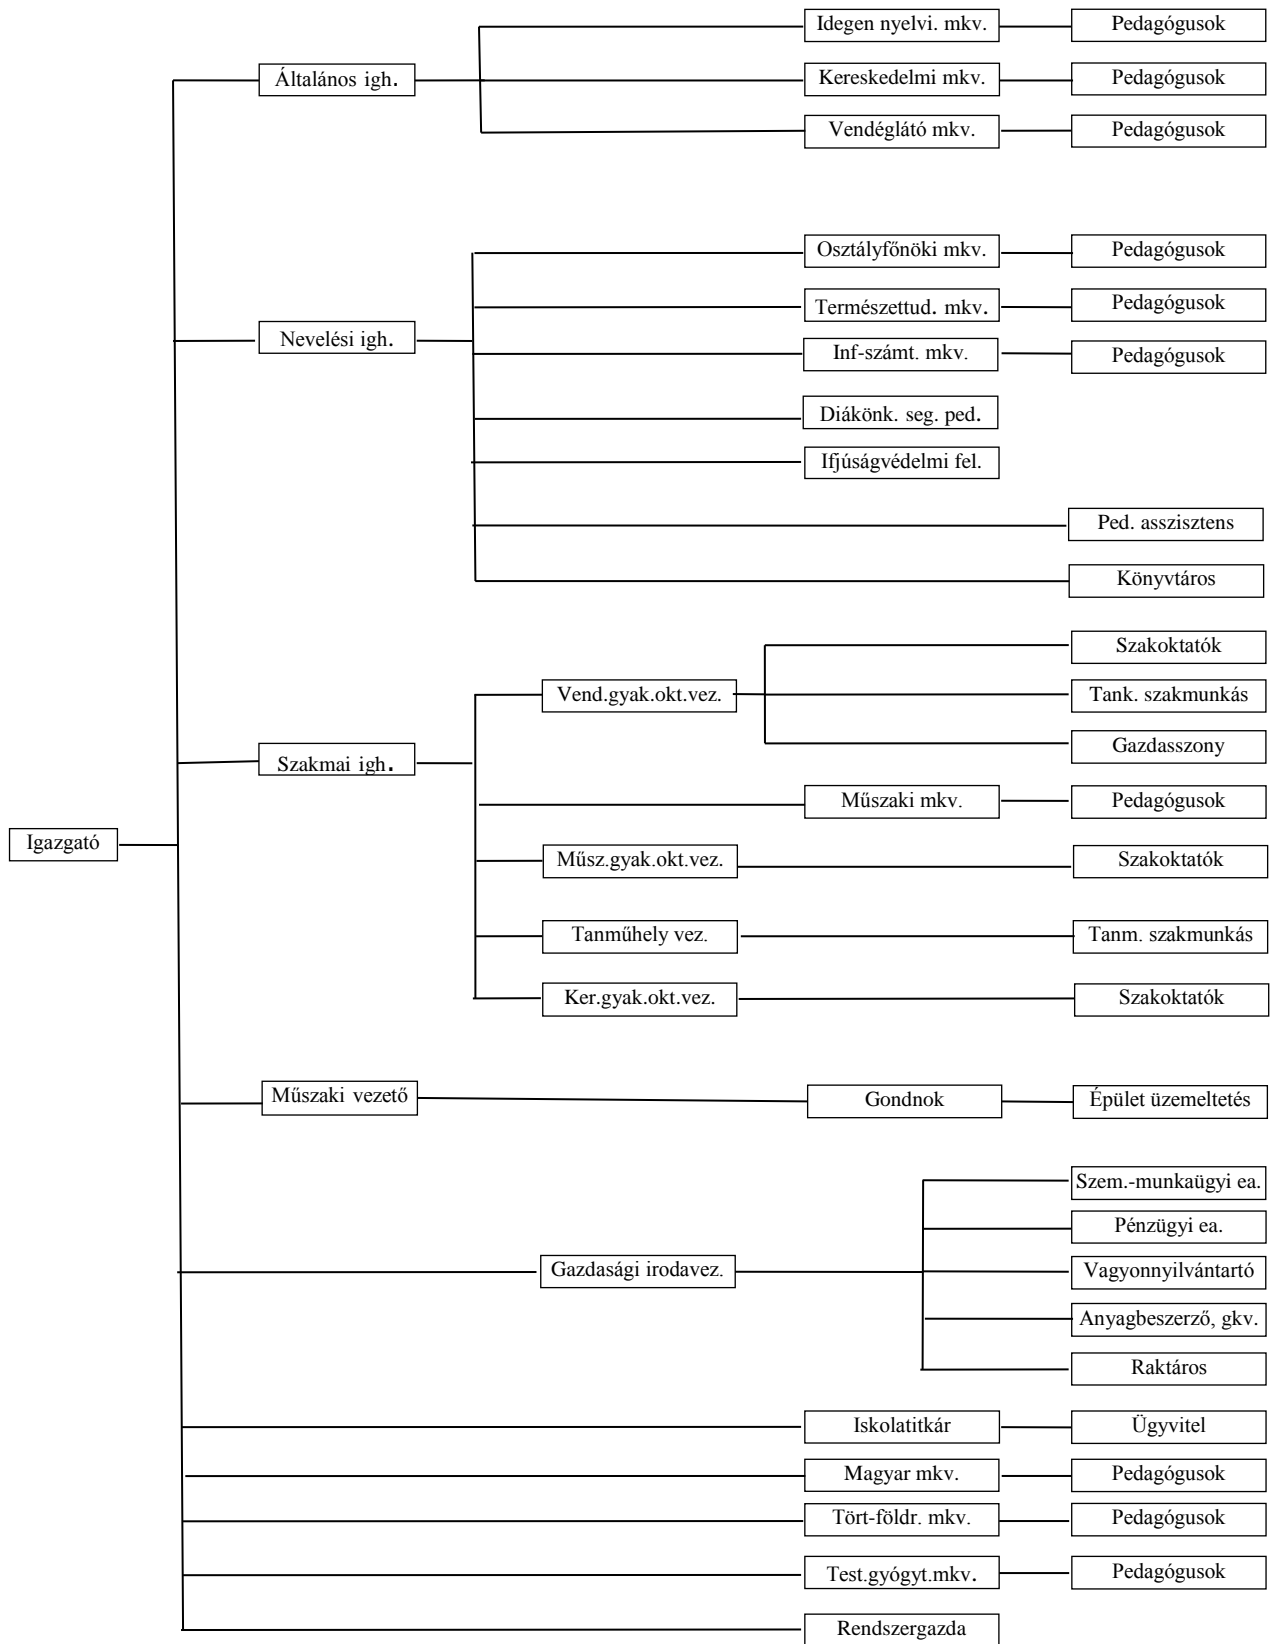 Idegen nyelvi. mkv. Pedagógusok
Általános igh. Kereskedelmi mkv. Pedagógusok
Vendéglátó mkv. Pedagógusok
Osztályfőnöki mkv. Pedagógusok
Természettud. mkv. Pedagógusok
Nevelési igh. Inf-számt. mkv. Pedagógusok
Diákönk. seg. ped.
Ifjúságvédelmi fel.
Ped. asszisztens
Könyvtáros
Szakoktatók
Vend.gyak.okt.vez. Tank. szakmunkás
Gazdasszony
Szakmai igh.
Műszaki mkv. Pedagógusok
Igazgató
Műsz.gyak.okt.vez. Szakoktatók
Tanműhely vez. Tanm. szakmunkás
Ker.gyak.okt.vez. Szakoktatók
Műszaki vezető Gondnok Épület üzemeltetés
Szem.-munkaügyi ea.
Pénzügyi ea.
Gazdasági irodavez. Vagyonnyilvántartó
Anyagbeszerző, gkv.
Raktáros
Iskolatitkár Ügyvitel
Magyar mkv. Pedagógusok
Tört-földr. mkv. Pedagógusok
Test.gyógyt.mkv. Pedagógusok
Rendszergazda